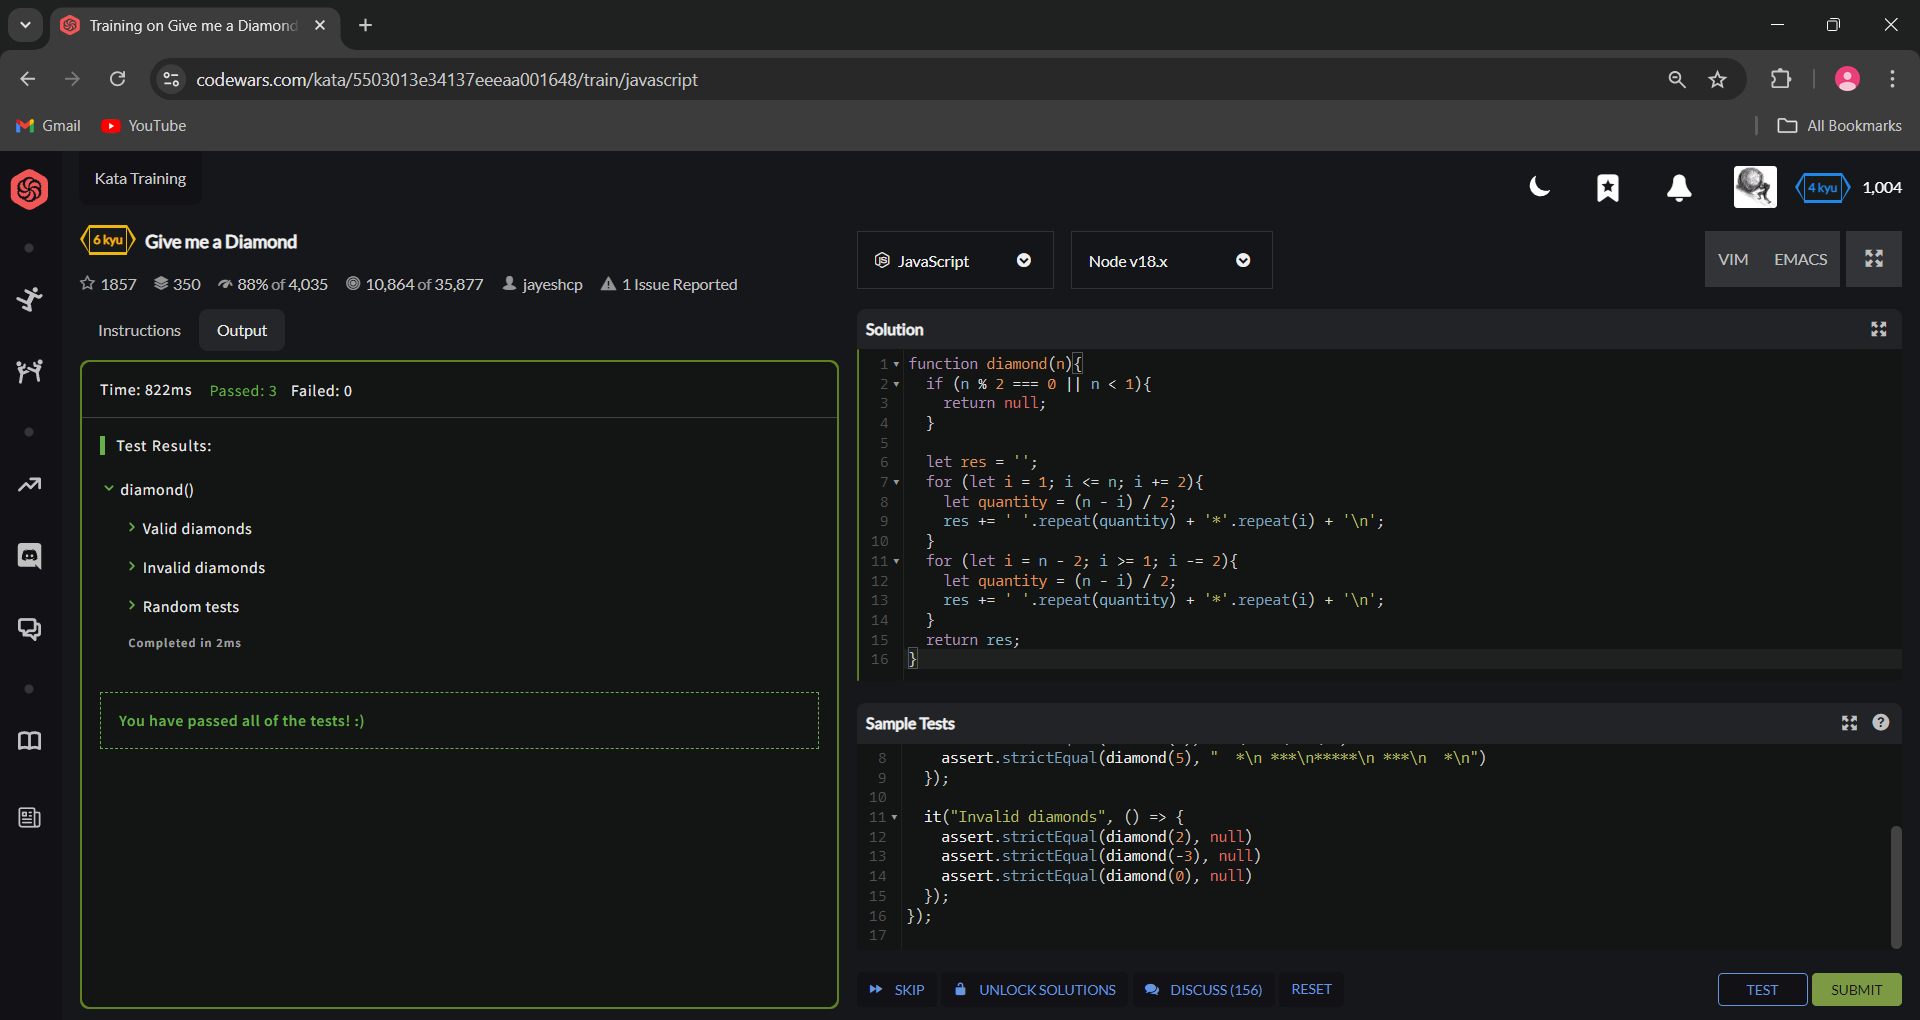 Training on Give me a Diamond
codewars.com/kata/5503013e34137eeeaa001648/train/javascript
Gmail
YouTube
All Bookmarks
Kata Training
4 kyu
1,004
6 kyu
Give me a Diamond
1857
350
88% of 4,035
10,864 of 35,877
jayeshcp
1 Issue Reported
JavaScript
Node v18.x
VIM
EMACS
Instructions
Output
Time: 822ms Passed: 3 Failed: 0
Test Results:
diamond()
Valid diamonds
Invalid diamonds
Random tests
Completed in 2ms
You have passed all of the tests! :)
Solution
1 function diamond(n){
2 if (n % 2 === 0 || n < 1){
3 return null;
4 }
5
6 let res = '';
7 for (let i = 1; i <= n; i += 2){
8 let quantity = (n - i) / 2;
9 res += ' '.repeat(quantity) + '*'.repeat(i) + '\n';
10 }
11 for (let i = n - 2; i >= 1; i -= 2){
12 let quantity = (n - i) / 2;
13 res += ' '.repeat(quantity) + '*'.repeat(i) + '\n';
14 }
15 return res;
16 }
Sample Tests
8 assert.strictEqual(diamond(5), "  *\n ***\n*****\n ***\n  *\n")
9 });
10
11 it("Invalid diamonds", () => {
12 assert.strictEqual(diamond(2), null)
13 assert.strictEqual(diamond(-3), null)
14 assert.strictEqual(diamond(0), null)
15 });
16 });
17
SKIP
UNLOCK SOLUTIONS
DISCUSS (156)
RESET
TEST
SUBMIT